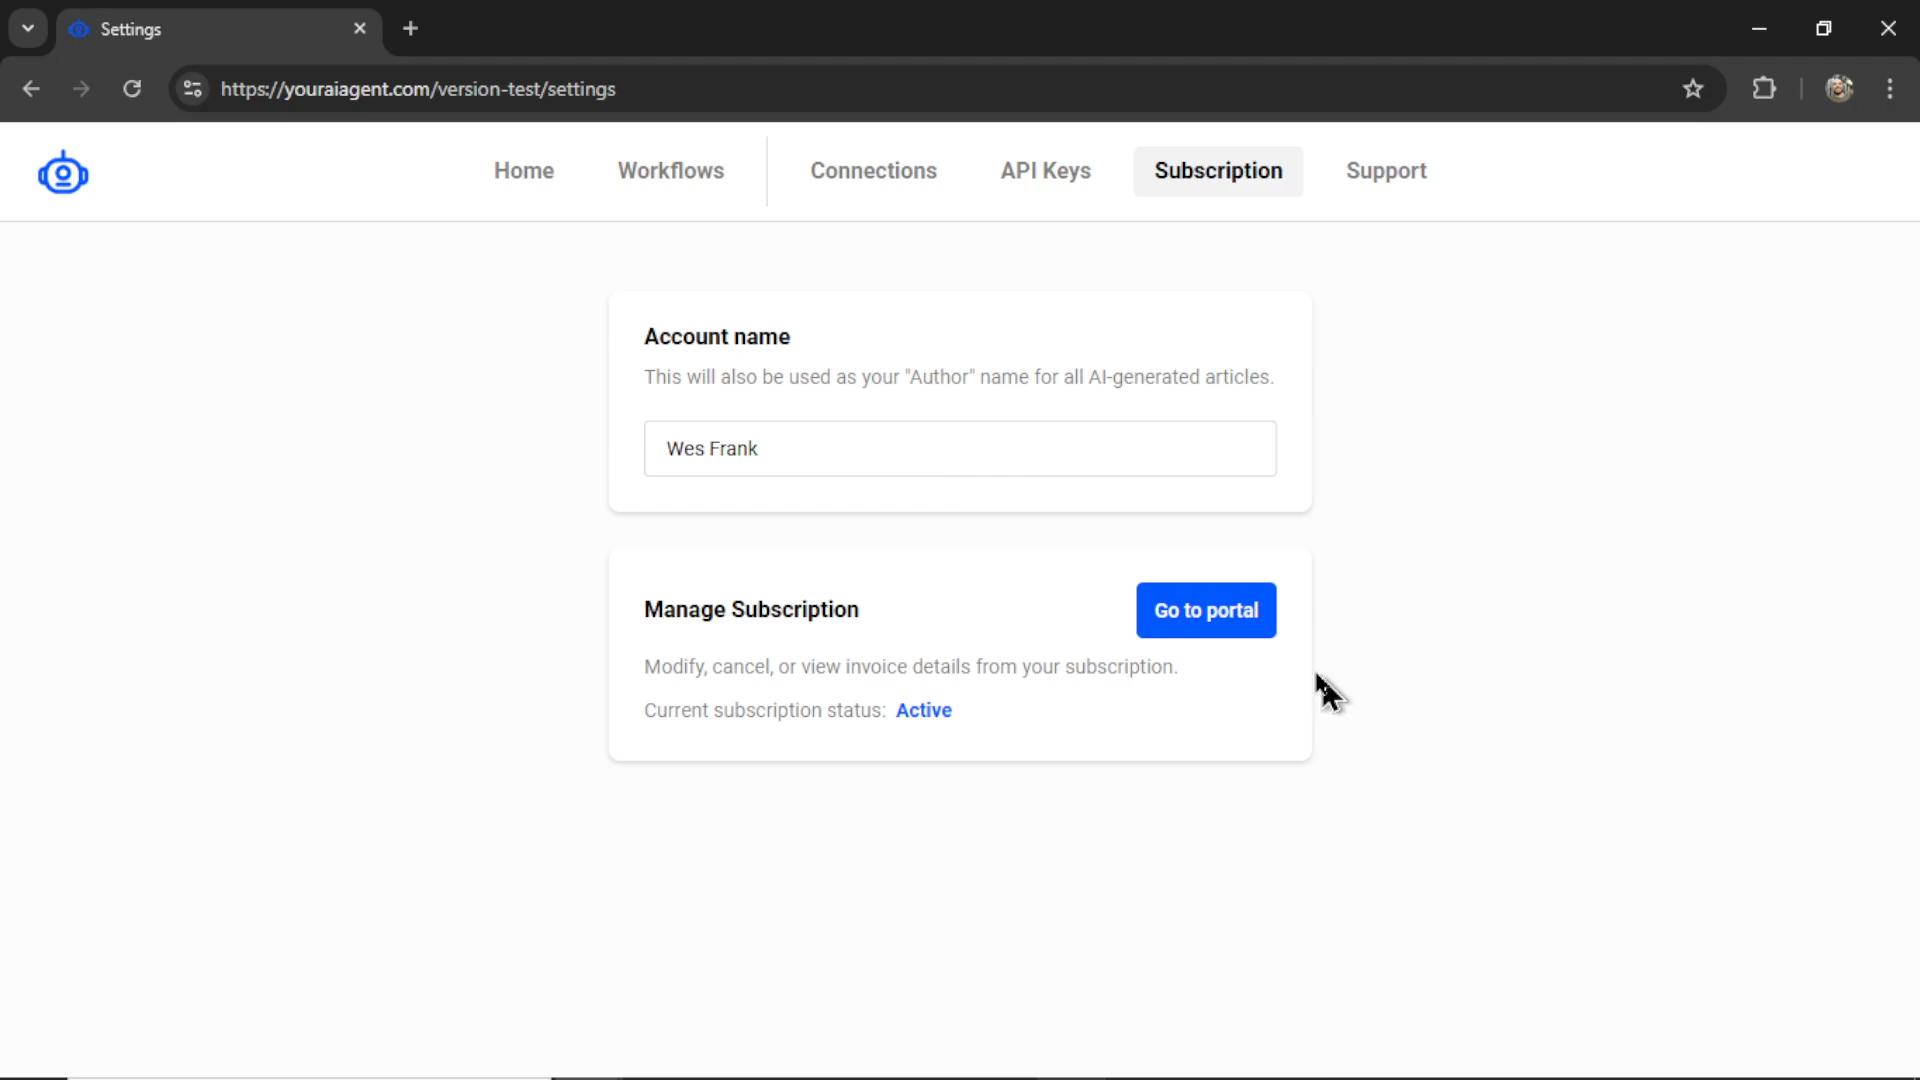 Settings
https://youraiagent.com/version-test/settings
Home Workflows Connections API Keys Subscription Support
Account name
This will also be used as your "Author" name for all AI-generated articles.
Wes Frank
Manage Subscription Go to portal
Modify, cancel, or view invoice details from your subscription.
Current subscription status: Active